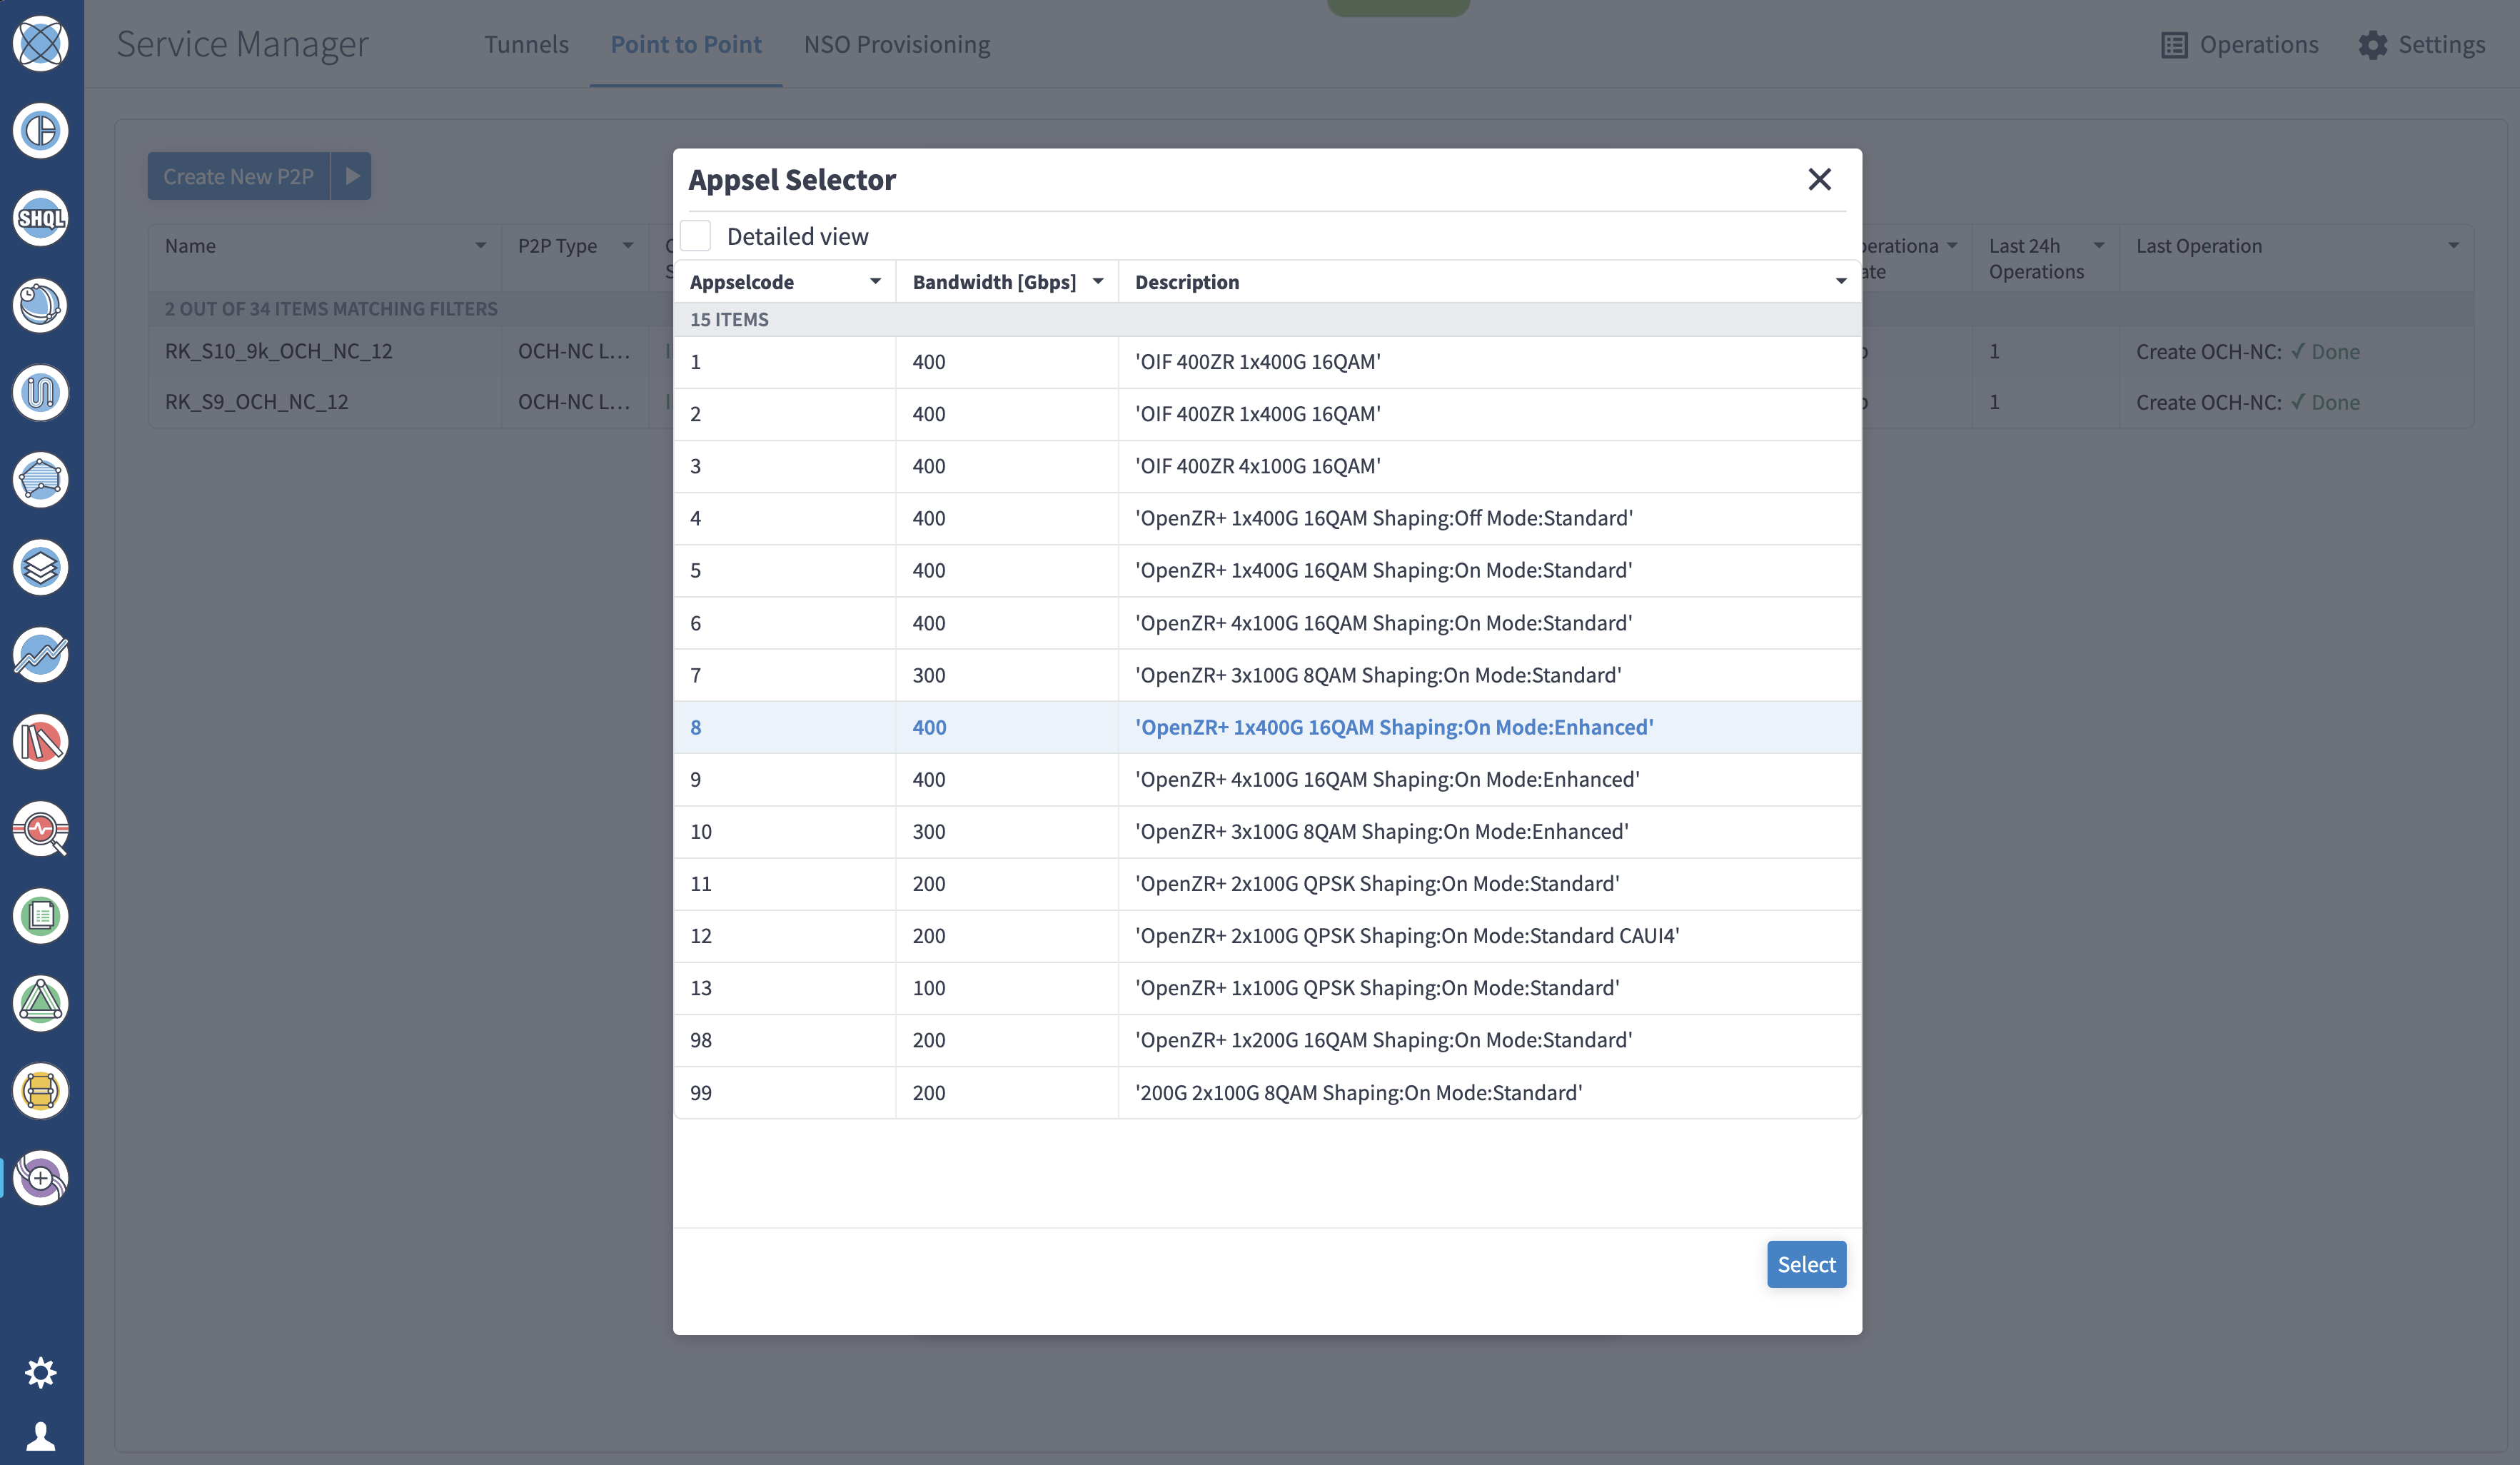 Service Manager
Tunnels
Point to Point
NSO Provisioning
Operations
Settings
SHQL
Create New P2P
Name
P2P Type
Last 24h
Operations
Last Operation
2 OUT OF 34 ITEMS MATCHING FILTERS
RK_S10_9k_OCH_NC_12 OCH-NC L... 1 Create OCH-NC: ✓ Done
RK_S9_OCH_NC_12 OCH-NC L... 1 Create OCH-NC: ✓ Done
Appsel Selector
Detailed view
Appselcode Bandwidth [Gbps] Description
15 ITEMS
1 400 'OIF 400ZR 1x400G 16QAM'
2 400 'OIF 400ZR 1x400G 16QAM'
3 400 'OIF 400ZR 4x100G 16QAM'
4 400 'OpenZR+ 1x400G 16QAM Shaping:Off Mode:Standard'
5 400 'OpenZR+ 1x400G 16QAM Shaping:On Mode:Standard'
6 400 'OpenZR+ 4x100G 16QAM Shaping:On Mode:Standard'
7 300 'OpenZR+ 3x100G 8QAM Shaping:On Mode:Standard'
8 400 'OpenZR+ 1x400G 16QAM Shaping:On Mode:Enhanced'
9 400 'OpenZR+ 4x100G 16QAM Shaping:On Mode:Enhanced'
10 300 'OpenZR+ 3x100G 8QAM Shaping:On Mode:Enhanced'
11 200 'OpenZR+ 2x100G QPSK Shaping:On Mode:Standard'
12 200 'OpenZR+ 2x100G QPSK Shaping:On Mode:Standard CAUI4'
13 100 'OpenZR+ 1x100G QPSK Shaping:On Mode:Standard'
98 200 'OpenZR+ 1x200G 16QAM Shaping:On Mode:Standard'
99 200 '200G 2x100G 8QAM Shaping:On Mode:Standard'
Select